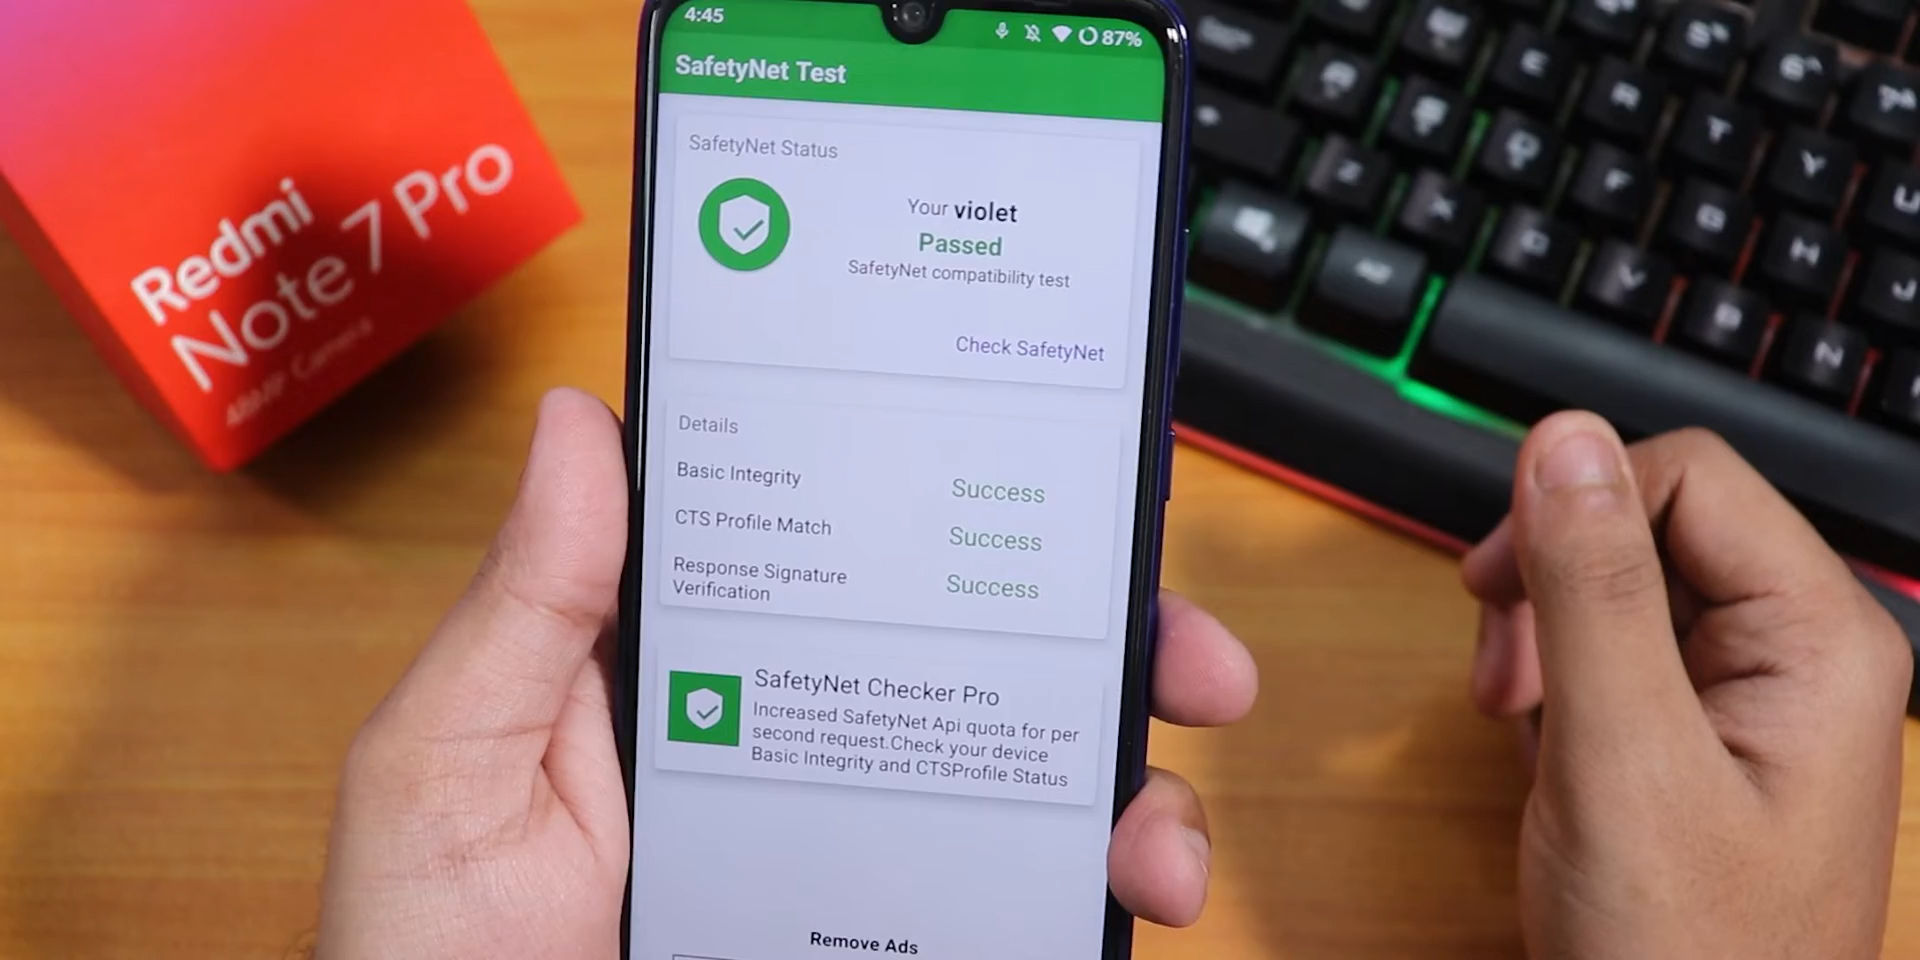 Redmi
Note 7 Pro
48MP Camera
4:45
87%
SafetyNet Test
SafetyNet Status
Your violet
Passed
SafetyNet compatibility test
Check SafetyNet
Details
Basic Integrity
Success
CTS Profile Match
Success
Response Signature
Verification
Success
SafetyNet Checker Pro
Increased SafetyNet Api quota for per
second request.Check your device
Basic Integrity and CTSProfile Status
Remove Ads
E R T Y U
F G H J
Z X C V B N